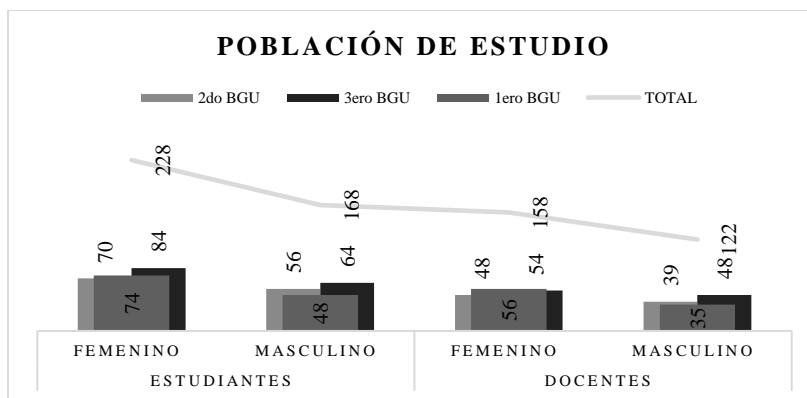 POBLACIÓN DE ESTUDIO
2do BGU 3ero BGU 1ero BGU TOTAL
228 168 158 122
70 84 56 64 48 54 39 48
74 48 56 35
FEMENINO MASCULINO FEMENINO MASCULINO
ESTUDIANTES DOCENTES